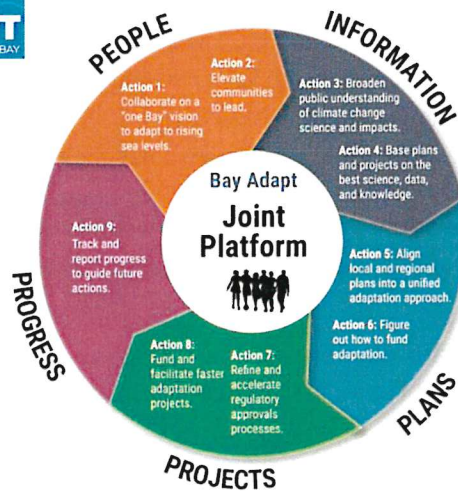 T
BAY
PEOPLE
Action 1:
Collaborate on a
"one Bay" vision
to adapt to rising
sea levels.
Action 2:
Elevate
communities
to lead.
INFORMATION
Action 3: Broaden
public understanding
of climate change
science and impacts.
Action 4: Base plans
and projects on the
best science, data,
and knowledge.
Bay Adapt
Joint
Platform
Action 5: Align
local and regional
plans into a unified
adaptation approach.
Action 6: Figure
out how to fund
adaptation.
PLANS
Action 7:
Refine and
accelerate
regulatory
approvals
processes.
Action 8:
Fund and
facilitate faster
adaptation
projects.
PROJECTS
Action 9:
Track and
report progress
to guide future
actions.
PROGRESS